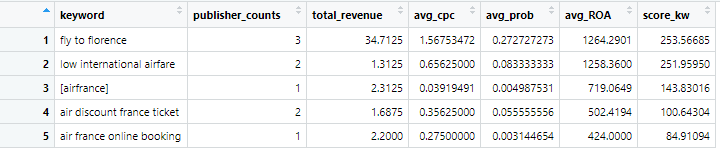 keyword publisher_counts total_revenue avg_cpc avg_prob avg_ROA score_kw
1 fly to florence 3 34.7125 1.56753472 0.272727273 1264.2901 253.56685
2 low international airfare 2 1.3125 0.65625000 0.083333333 1258.3600 251.95950
3 [airfrance] 1 2.3125 0.03919491 0.004987531 719.0649 143.83016
4 air discount france ticket 2 1.6875 0.35625000 0.055555556 502.4194 100.64304
5 air france online booking 1 2.2000 0.27500000 0.003144654 424.0000 84.91094